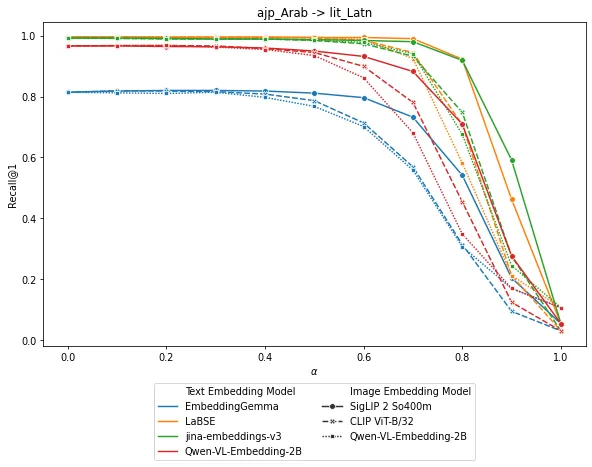 ajp_Arab -> lit_Latn
Recall@1
1.0
0.8
0.6
0.4
0.2
0.0
0.0 0.2 0.4 0.6 0.8 1.0
α
Text Embedding Model Image Embedding Model
EmbeddingGemma SigLIP 2 So400m
LaBSE CLIP ViT-B/32
jina-embeddings-v3 Qwen-VL-Embedding-2B
Qwen-VL-Embedding-2B